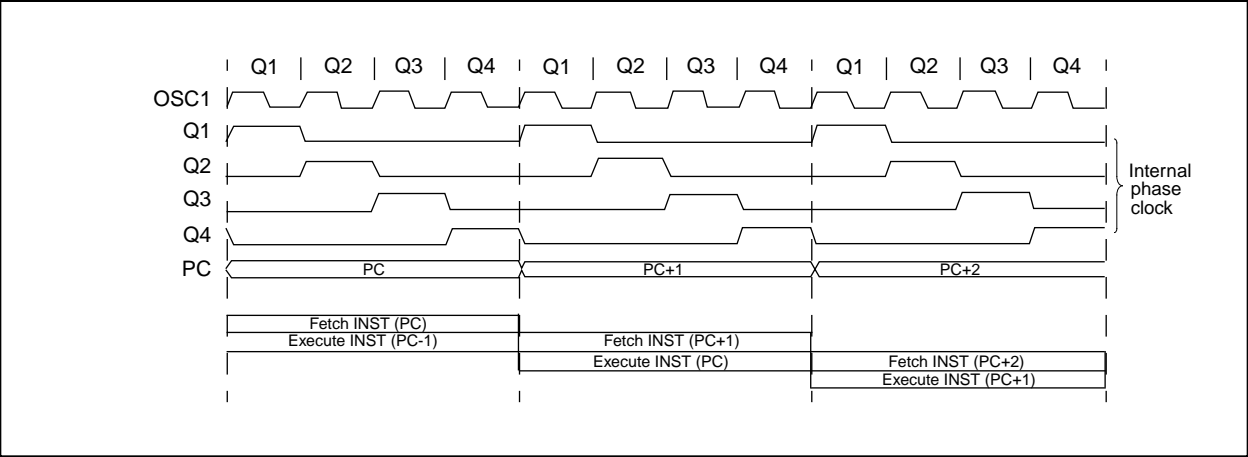 Q1 | Q2 | Q3 | Q4 | Q1 | Q2 | Q3 | Q4 | Q1 | Q2 | Q3 | Q4
OSC1
Q1
Q2
Q3
Q4
PC
Internal
phase
clock
PC PC+1 PC+2
Fetch INST (PC)
Execute INST (PC-1) Fetch INST (PC+1)
Execute INST (PC) Fetch INST (PC+2)
Execute INST (PC+1)